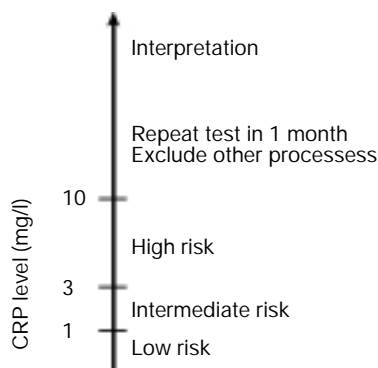 Interpretation
Repeat test in 1 month
Exclude other processess
10
High risk
3
Intermediate risk
1
Low risk
CRP level (mg/l)